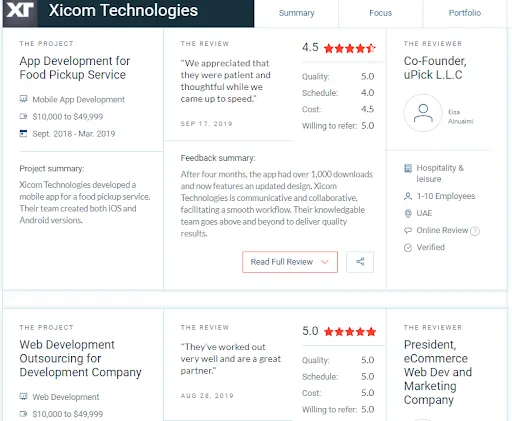 XT Xicom Technologies
Summary
Focus
Portfolio
THE PROJECT
App Development for
Food Pickup Service
Mobile App Development
$10,000 to $49,999
Sept. 2018 - Mar. 2019
Project summary:
Xicom Technologies developed a
mobile app for a food pickup service.
Their team created both iOS and
Android versions.
THE REVIEW
"We appreciated that
they were patient and
thoughtful while we
came up to speed."
SEP 17, 2019
4.5
Quality: 5.0
Schedule: 4.0
Cost: 4.5
Willing to refer: 5.0
Feedback summary:
After four months, the app had over 1,000 downloads
and now features an updated design. Xicom
Technologies is communicative and collaborative,
facilitating a smooth workflow. Their knowledgable
team goes above and beyond to deliver quality
results.
Read Full Review
THE REVIEWER
Co-Founder,
uPick L.L.C
Eisa
Alnuaimi
Hospitality &
leisure
1-10 Employees
UAE
Online Review ?
Verified
THE PROJECT
Web Development
Outsourcing for
Development Company
Web Development
$10,000 to $49,999
THE REVIEW
"They've worked out
very well and are a great
partner."
AUG 28, 2019
5.0
Quality: 5.0
Schedule: 5.0
Cost: 5.0
Willing to refer: 5.0
THE REVIEWER
President,
eCommerce
Web Dev and
Marketing
Company